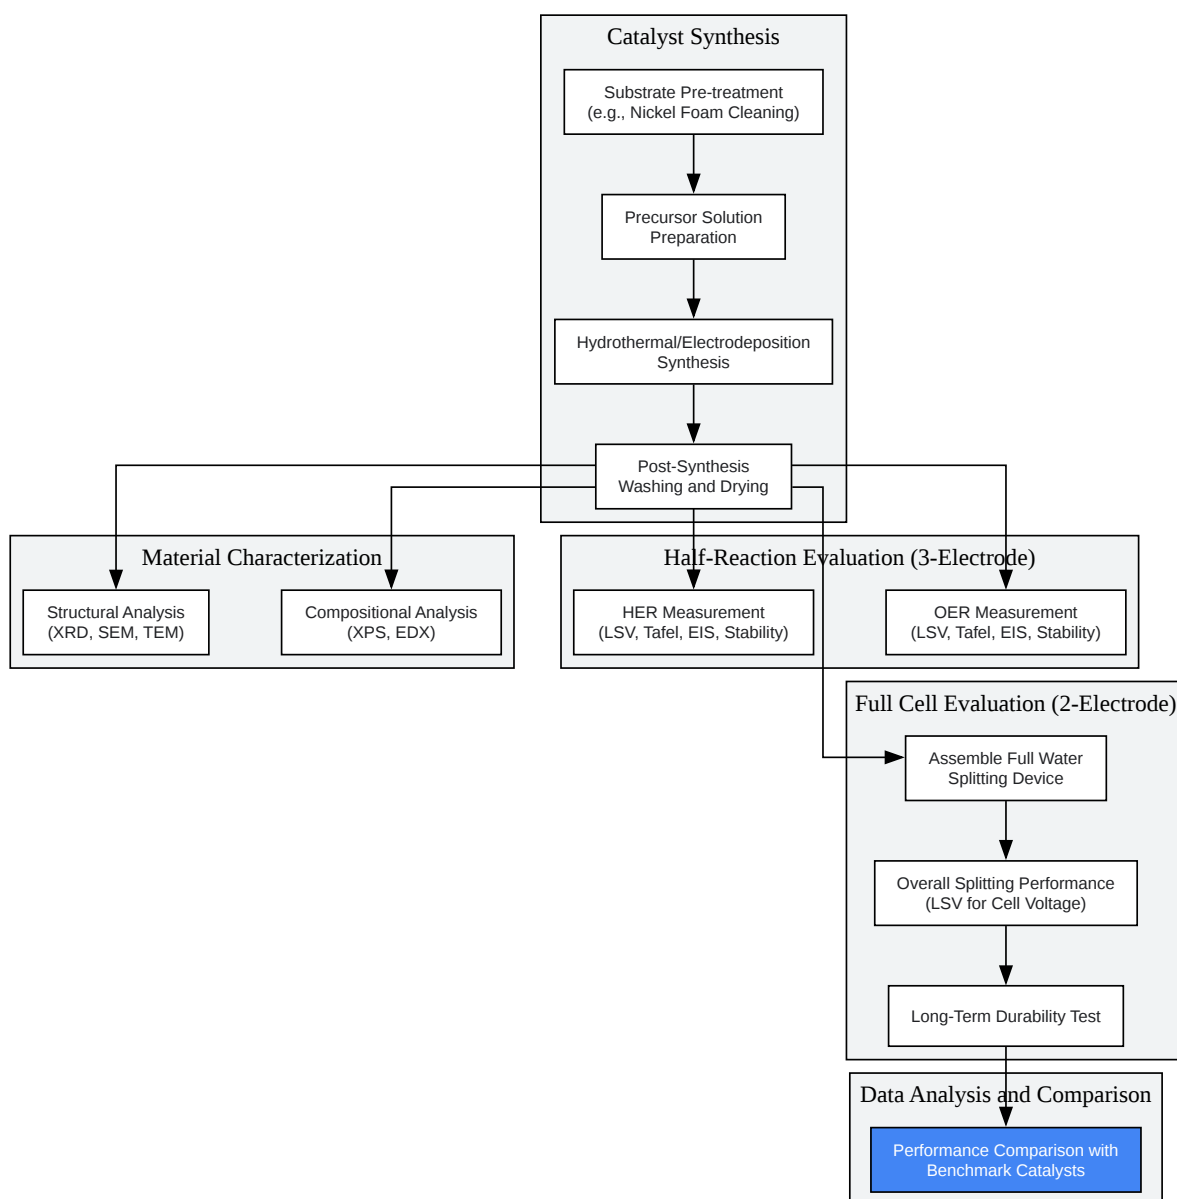 Catalyst Synthesis
Substrate Pre-treatment
(e.g., Nickel Foam Cleaning)
Precursor Solution
Preparation
Hydrothermal/Electrodeposition
Synthesis
Post-Synthesis
Washing and Drying
Material Characterization
Structural Analysis
(XRD, SEM, TEM)
Compositional Analysis
(XPS, EDX)
Half-Reaction Evaluation (3-Electrode)
HER Measurement
(LSV, Tafel, EIS, Stability)
OER Measurement
(LSV, Tafel, EIS, Stability)
Full Cell Evaluation (2-Electrode)
Assemble Full Water
Splitting Device
Overall Splitting Performance
(LSV for Cell Voltage)
Long-Term Durability Test
Data Analysis and Comparison
Performance Comparison with
Benchmark Catalysts